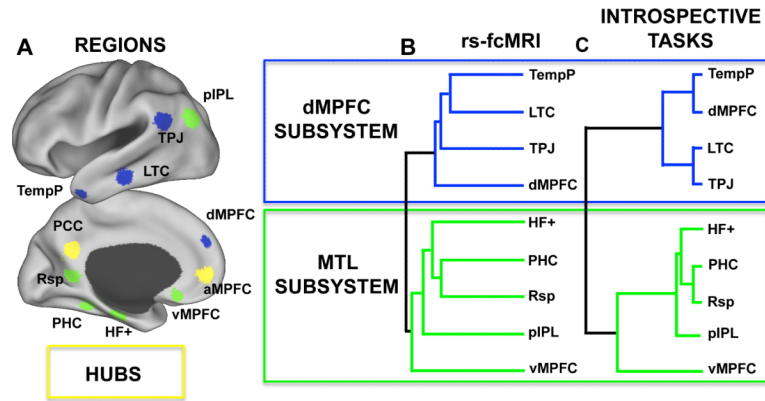 A
REGIONS
pIPL
TPJ
LTC
TempP
dMPFC
PCC
Rsp
aMPFC
vMPFC
PHC
HF+
HUBS
B
rs-fcMRI
C
INTROSPECTIVE
TASKS
dMPFC
SUBSYSTEM
TempP
LTC
TPJ
dMPFC
TempP
dMPFC
LTC
TPJ
MTL
SUBSYSTEM
HF+
PHC
Rsp
pIPL
vMPFC
HF+
PHC
Rsp
pIPL
vMPFC